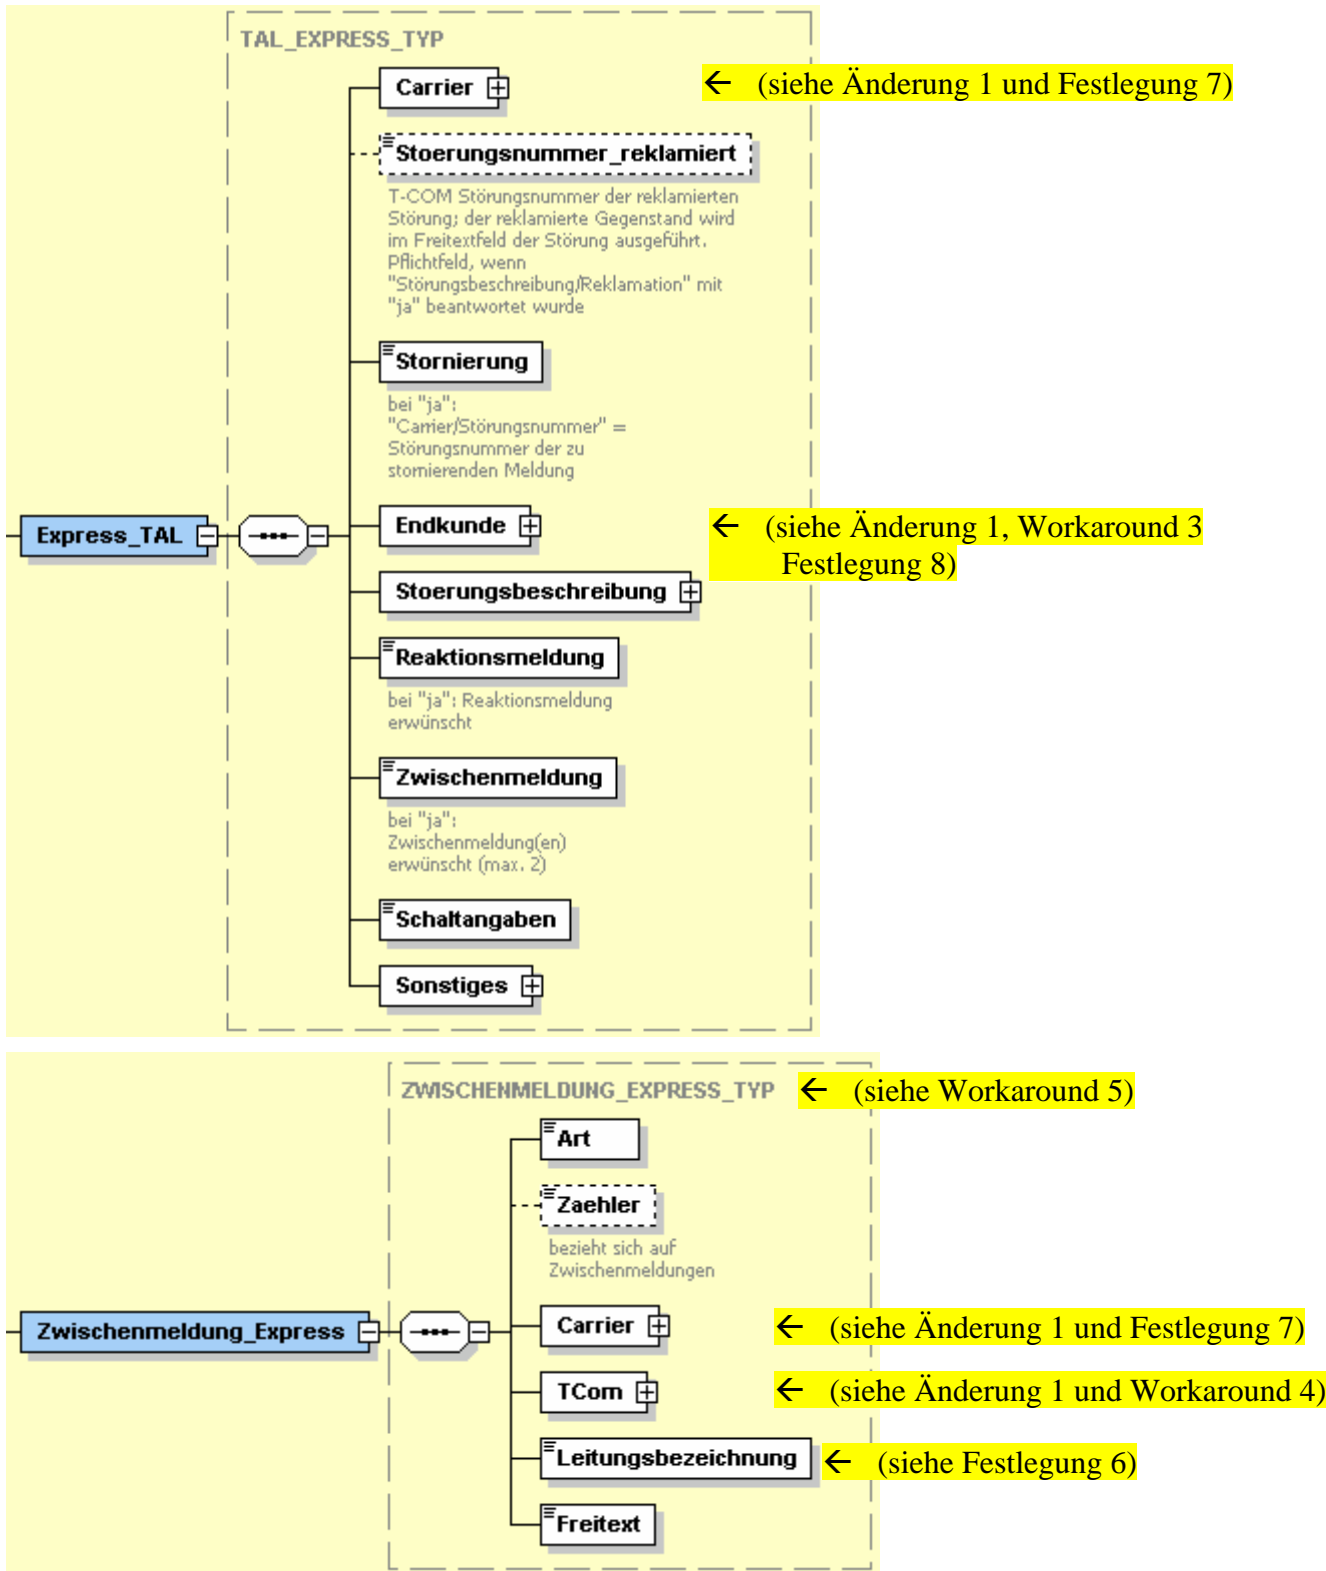 TAL_EXPRESS_TYP
Carrier
← (siehe Änderung 1 und Festlegung 7)
Stoerungsnummer_reklamiert
T-COM Störungsnummer der reklamierten
Störung; der reklamierte Gegenstand wird
im Freitextfeld der Störung ausgeführt.
Pflichtfeld, wenn
"Störungsbeschreibung/Reklamation" mit
"ja" beantwortet wurde
Stornierung
bei "ja":
"Carrier/Störungsnummer" =
Störungsnummer der zu
stornierenden Meldung
Express_TAL
Endkunde
← (siehe Änderung 1, Workaround 3
Festlegung 8)
Stoerungsbeschreibung
Reaktionsmeldung
bei "ja": Reaktionsmeldung
erwünscht
Zwischenmeldung
bei "ja":
Zwischenmeldung(en)
erwünscht (max. 2)
Schaltangaben
Sonstiges
ZWISCHENMELDUNG_EXPRESS_TYP
← (siehe Workaround 5)
Art
Zaehler
bezieht sich auf
Zwischenmeldungen
Zwischenmeldung_Express
Carrier
← (siehe Änderung 1 und Festlegung 7)
TCom
← (siehe Änderung 1 und Workaround 4)
Leitungsbezeichnung
← (siehe Festlegung 6)
Freitext